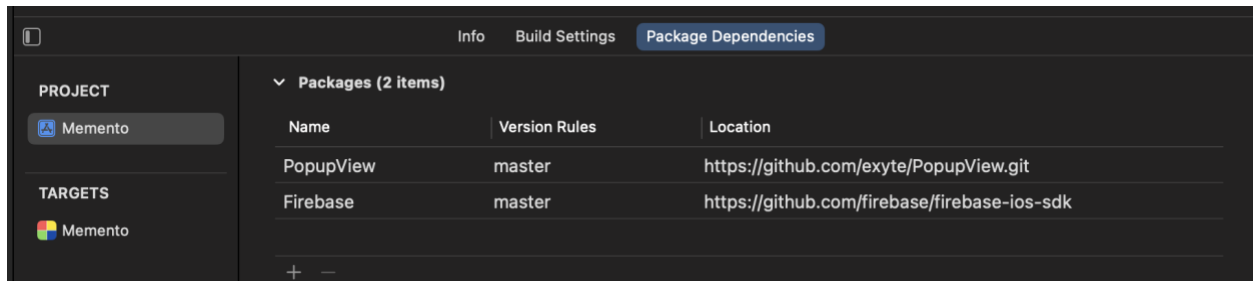 Info Build Settings Package Dependencies
PROJECT
Memento
TARGETS
Memento
Packages (2 items)
Name Version Rules Location
PopupView master https://github.com/exyte/PopupView.git
Firebase master https://github.com/firebase/firebase-ios-sdk